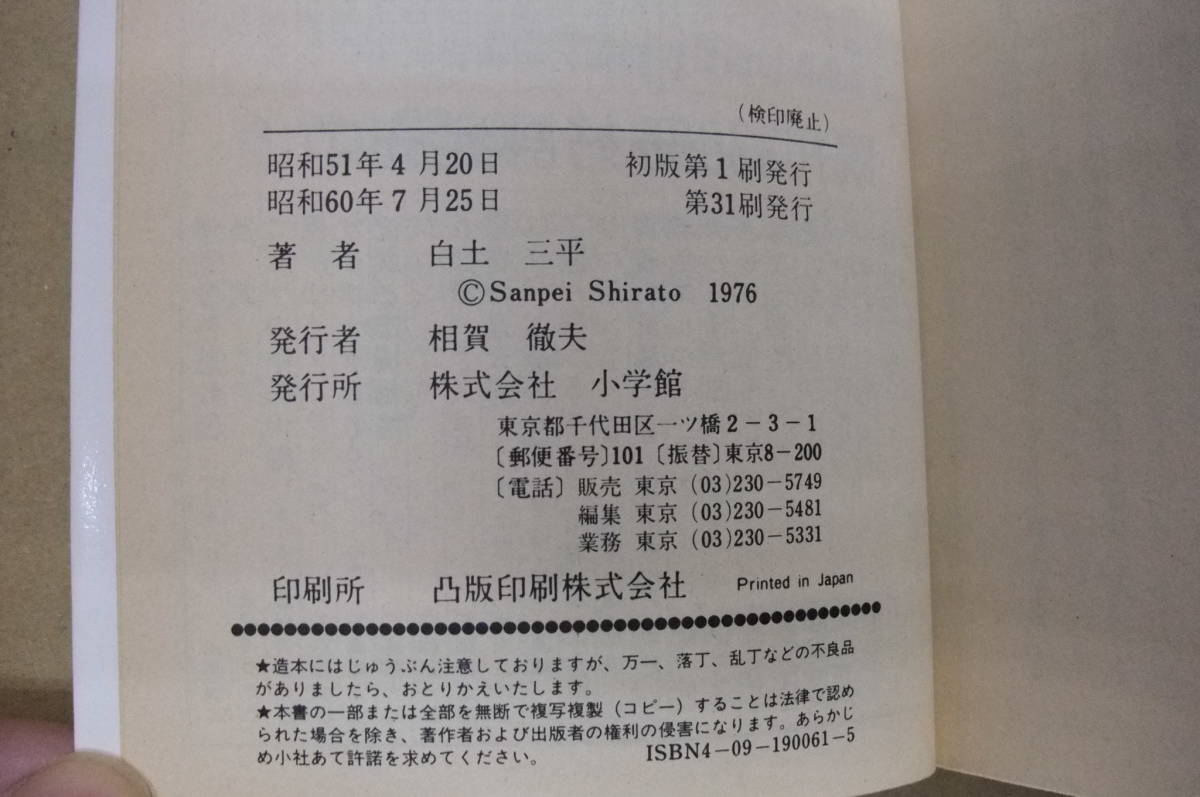 (検印廃止)
昭和51年4月20日 初版第1刷発行
昭和60年7月25日 第31刷発行
著者 白土 三平
©Sanpei Shirato 1976
発行者 相賀 徹夫
発行所 株式会社 小学館
東京都千代田区一ツ橋2-3-1
〔郵便番号〕101〔振替〕東京8-200
〔電話〕販売 東京 (03)230-5749
編集 東京 (03)230-5481
業務 東京 (03)230-5331
印刷所 凸版印刷株式会社 Printed in Japan
★造本にはじゅうぶん注意しておりますが、万一、落丁、乱丁などの不良品
がありましたら、おとりかえいたします。
★本書の一部または全部を無断で複写複製(コピー)することは法律で認め
られた場合を除き、著作者および出版者の権利の侵害になります。あらかじ
め小社あて許諾を求めてください。 ISBN4-09-190061-5